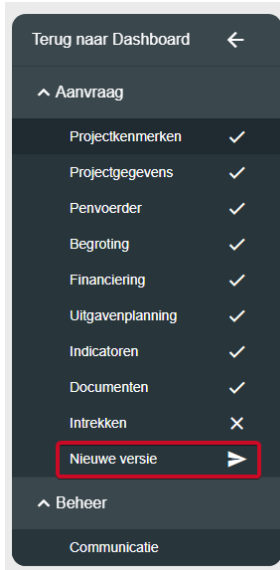 Terug naar Dashboard
Aanvraag
Projectkenmerken
Projectgegevens
Penvoerder
Begroting
Financiering
Uitgavenplanning
Indicatoren
Documenten
Intrekken
Nieuwe versie
Beheer
Communicatie